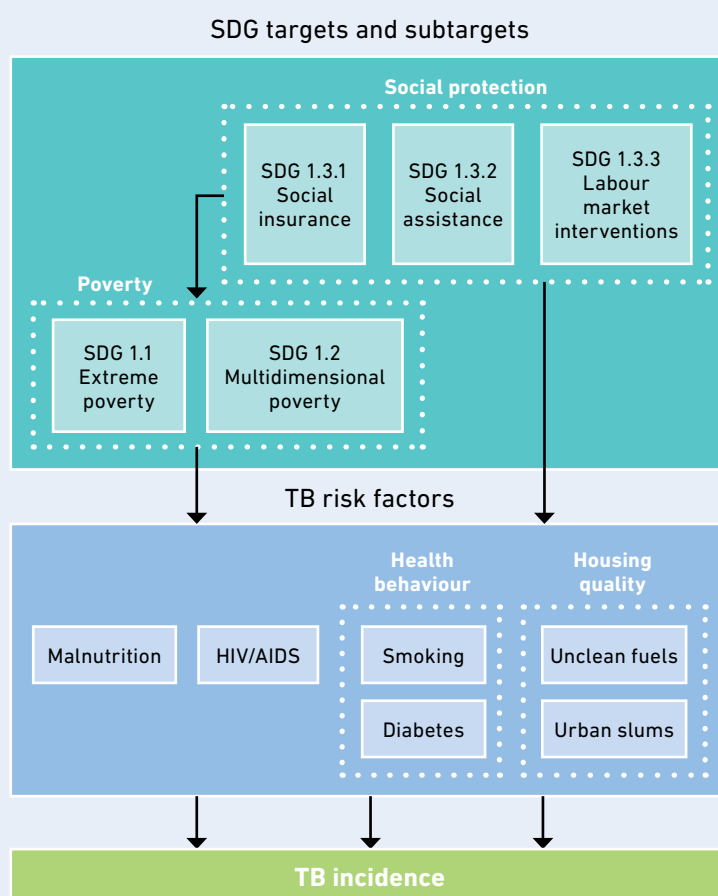 SDG targets and subtargets
Social protection
SDG 1.3.1
Social
insurance
SDG 1.3.2
Social
assistance
SDG 1.3.3
Labour
market
interventions
Poverty
SDG 1.1
Extreme
poverty
SDG 1.2
Multidimensional
poverty
TB risk factors
Health
behaviour
Housing
quality
Malnutrition
HIV/AIDS
Smoking
Unclean fuels
Diabetes
Urban slums
TB incidence